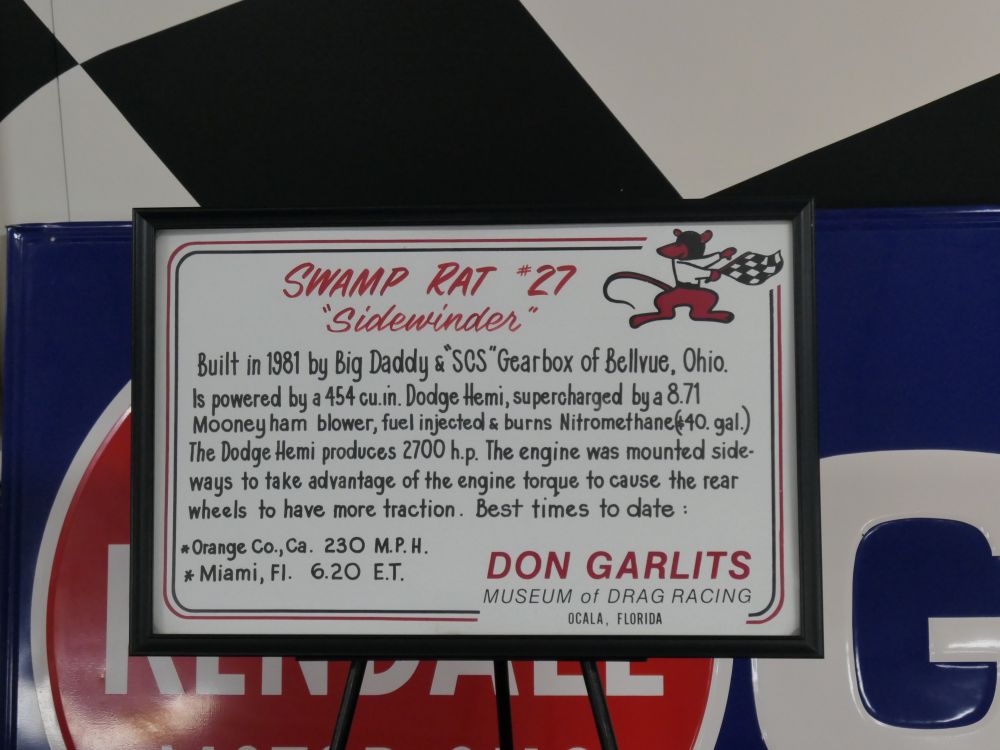 SWAMP RAT #27
"Sidewinder"
Built in 1981 by Big Daddy & "SCS" Gearbox of Bellvue, Ohio.
Is powered by a 454 cu.in. Dodge Hemi, supercharged by a 8.71
Mooneyham blower, fuel injected & burns Nitromethane($40. gal.)
The Dodge Hemi produces 2700 h.p. The engine was mounted side-
ways to take advantage of the engine torque to cause the rear
wheels to have more traction. Best times to date :
*Orange Co., Ca. 230 M.P.H.
* Miami, Fl. 6.20 E.T.
DON GARLITS
MUSEUM of DRAG RACING
OCALA, FLORIDA
KENDALL
G